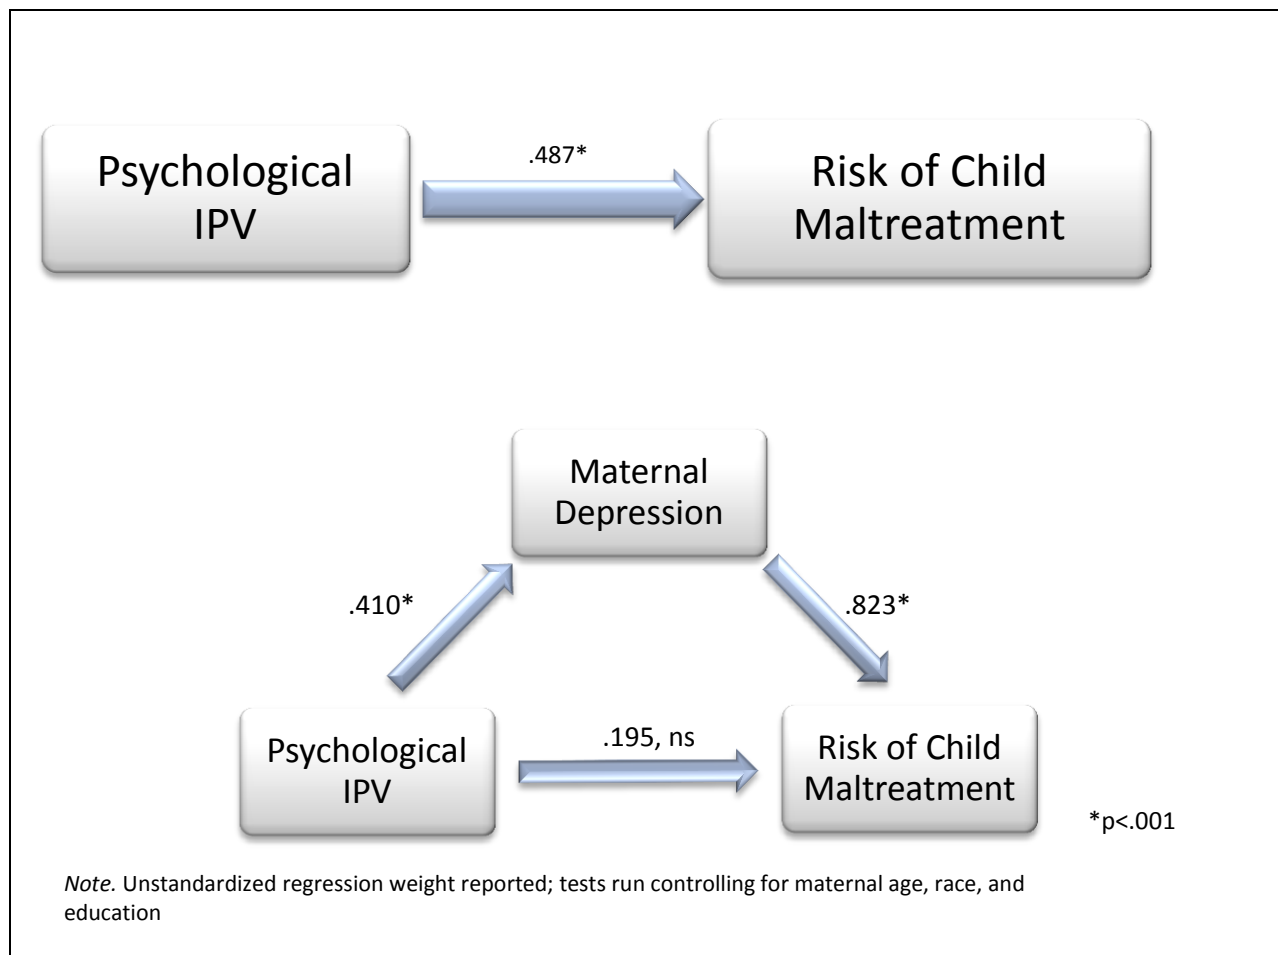 Psychological
IPV
.487*
Risk of Child
Maltreatment
Maternal
Depression
.410*
.823*
Psychological
IPV
.195, ns
Risk of Child
Maltreatment
*p<.001
Note. Unstandardized regression weight reported; tests run controlling for maternal age, race, and
education